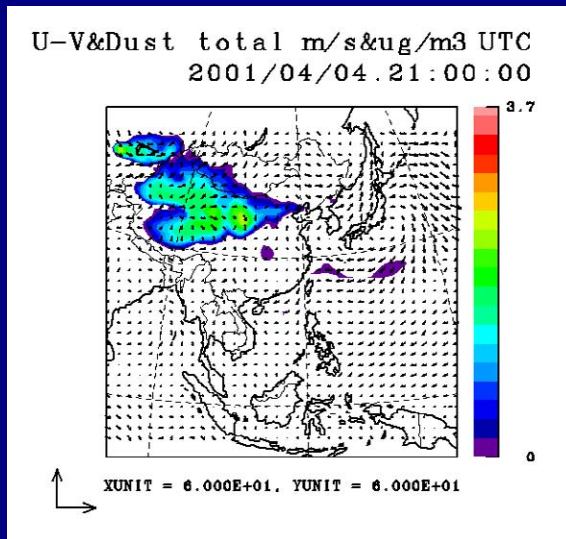 U-V&Dust total m/s&ug/m3 UTC
2001/04/04.21:00:00
3.7
0
XUNIT = 6.000E+01, YUNIT = 6.000E+01